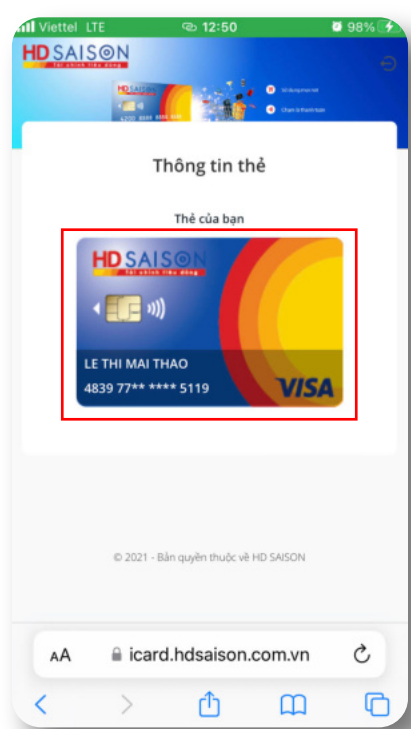 Viettel LTE 12:50 98%
HD SAISON
Tài chính tiêu dùng
HD SAISON
Thông tin thẻ
Thẻ của bạn
HD SAISON
Tài chính tiêu dùng
LE THI MAI THAO
4839 77** **** 5119
VISA
© 2021 - Bản quyền thuộc về HD SAISON
AA icard.hdsaison.com.vn